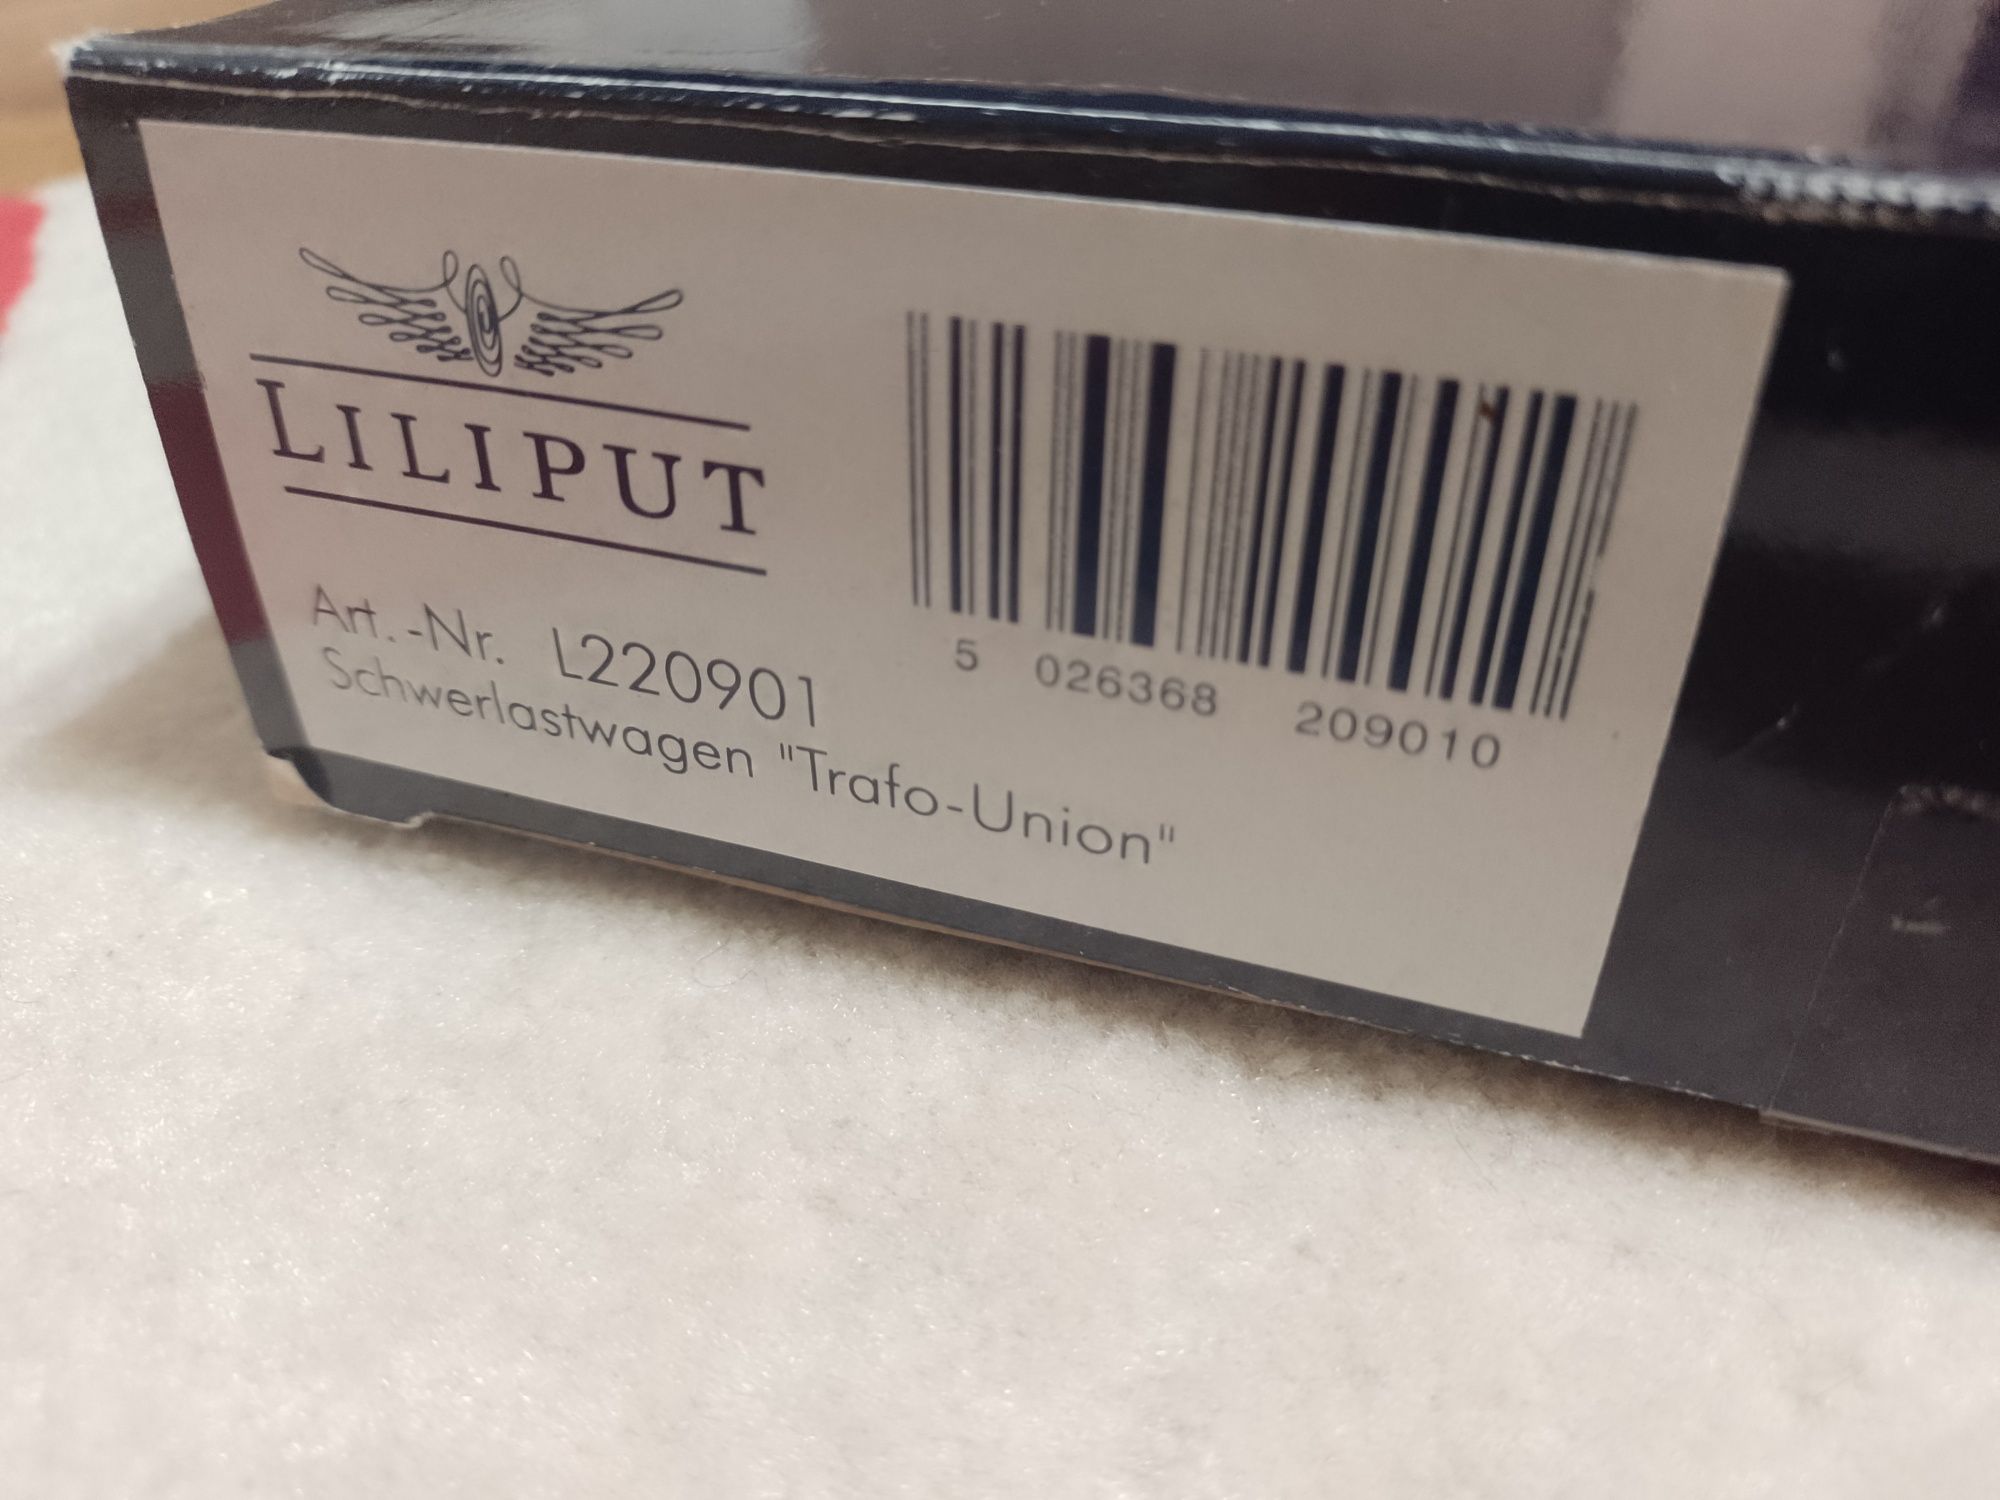 LILIPUT
Art.-Nr. L220901
Schwerlastwagen "Trafo-Union"
5 026368 209010